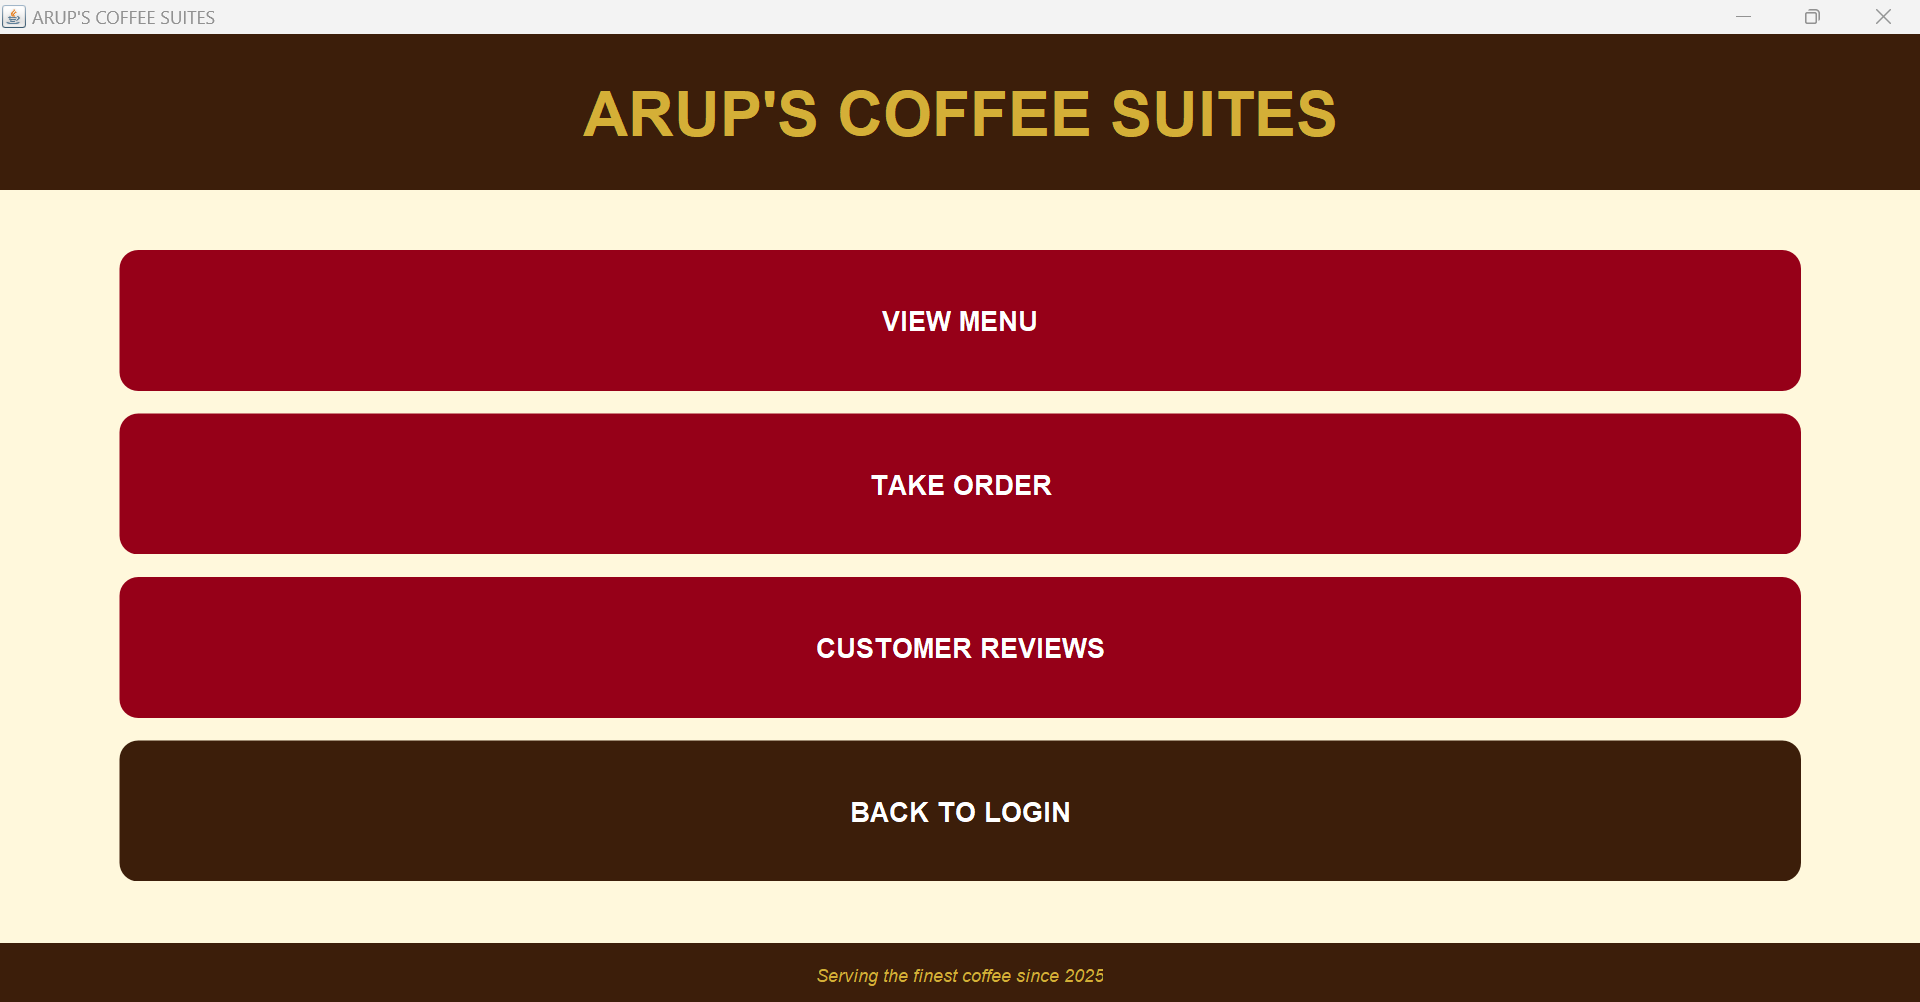 ARUP'S COFFEE SUITES
ARUP'S COFFEE SUITES
VIEW MENU
TAKE ORDER
CUSTOMER REVIEWS
BACK TO LOGIN
Serving the finest coffee since 2025